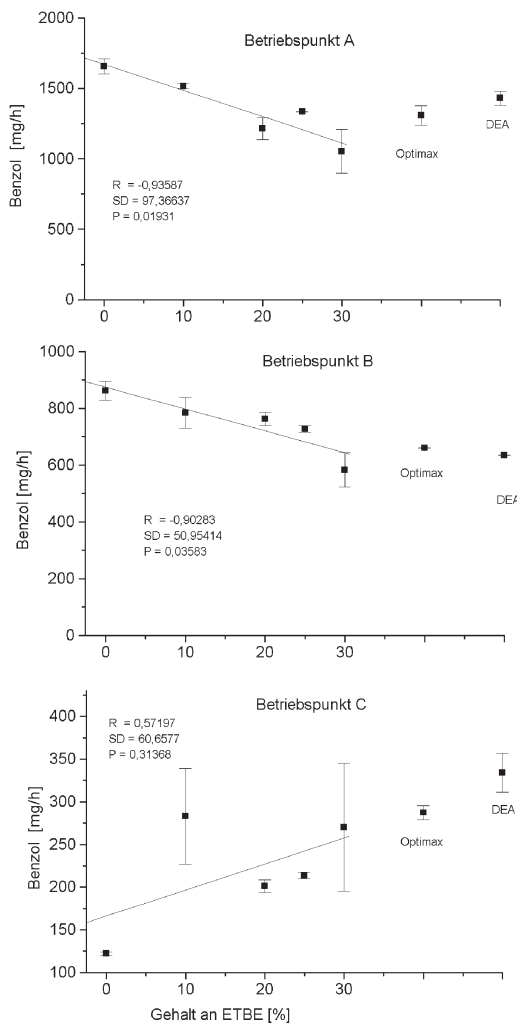 2000
Betriebspunkt A
1500
DEA
Optimax
Benzol [mg/h]
1000
R = -0,93587
SD = 97,36637
P = 0,01931
500
0
0 10 20 30
1000
Betriebspunkt B
800
600
Optimax
DEA
Benzol [mg/h]
400
R = -0,90283
SD = 50,95414
P = 0,03583
200
0
0 10 20 30
Betriebspunkt C
400
R = 0,57197
SD = 60,6577
P = 0,31368
350
300
DEA
Optimax
Benzol [mg/h]
250
200
150
100
0 10 20 30
Gehalt an ETBE [%]